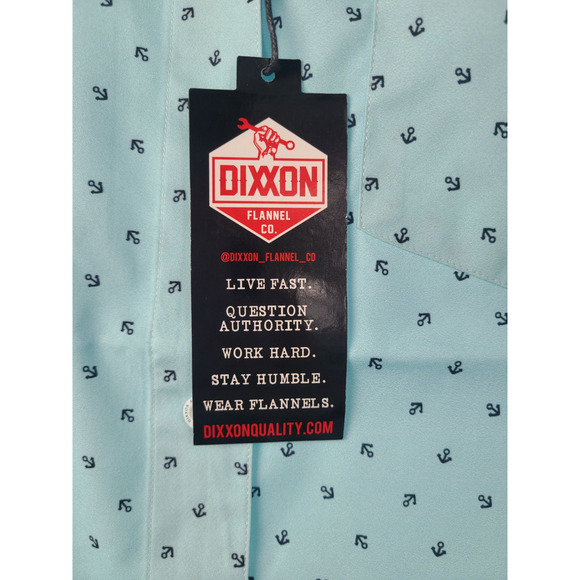 DIXXON
FLANNEL
CO.
@DIXXON_FLANNEL_CO
LIVE FAST.
QUESTION
AUTHORITY.
WORK HARD.
STAY HUMBLE.
WEAR FLANNELS.
DIXXONQUALITY.COM